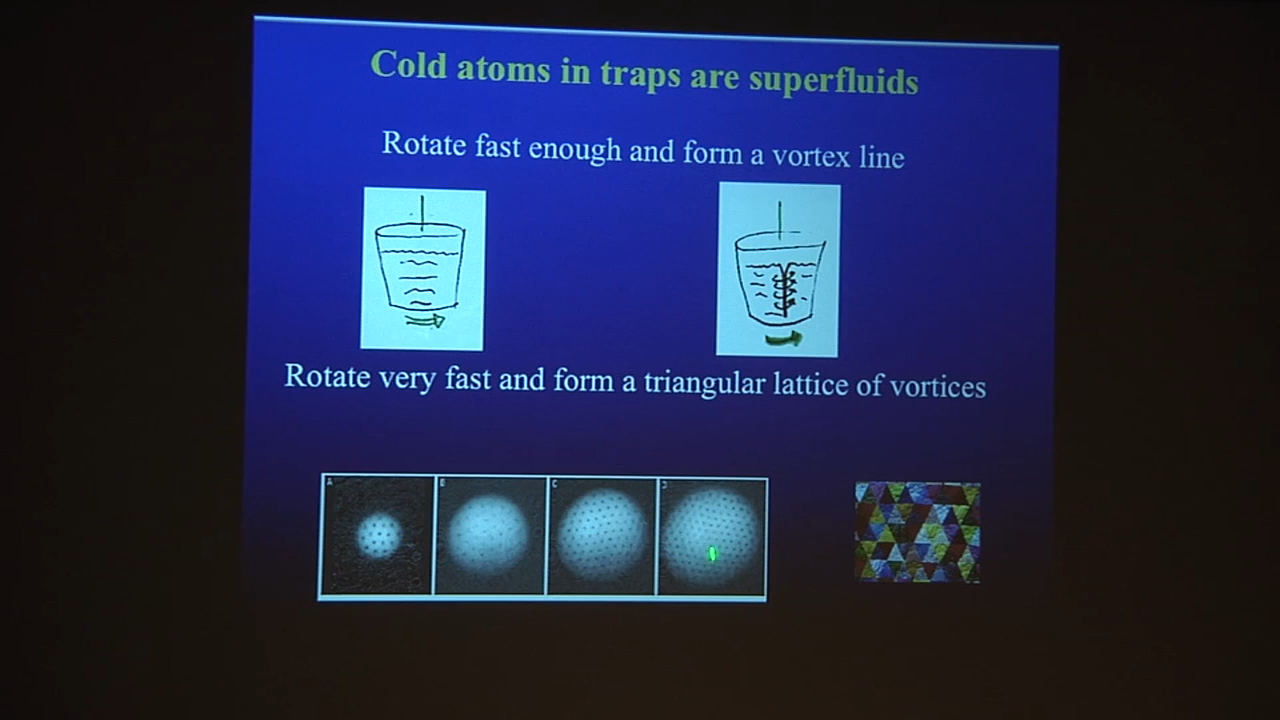 Cold atoms in traps are superfluids
Rotate fast enough and form a vortex line
Rotate very fast and form a triangular lattice of vortices
A
B
C
D